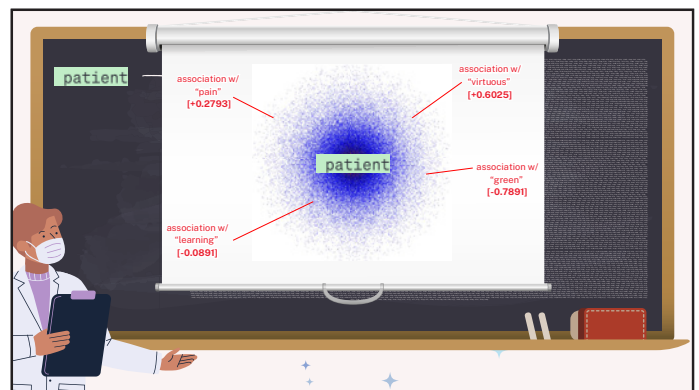 patient
association w/
"pain"
[+0.2793]
association w/
"virtuous"
[+0.6025]
patient
association w/
"green"
[-0.7891]
association w/
"learning"
[-0.0891]